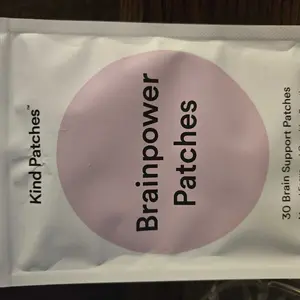 Kind Patches™
Brainpower
Patches
30 Brain Support Patches